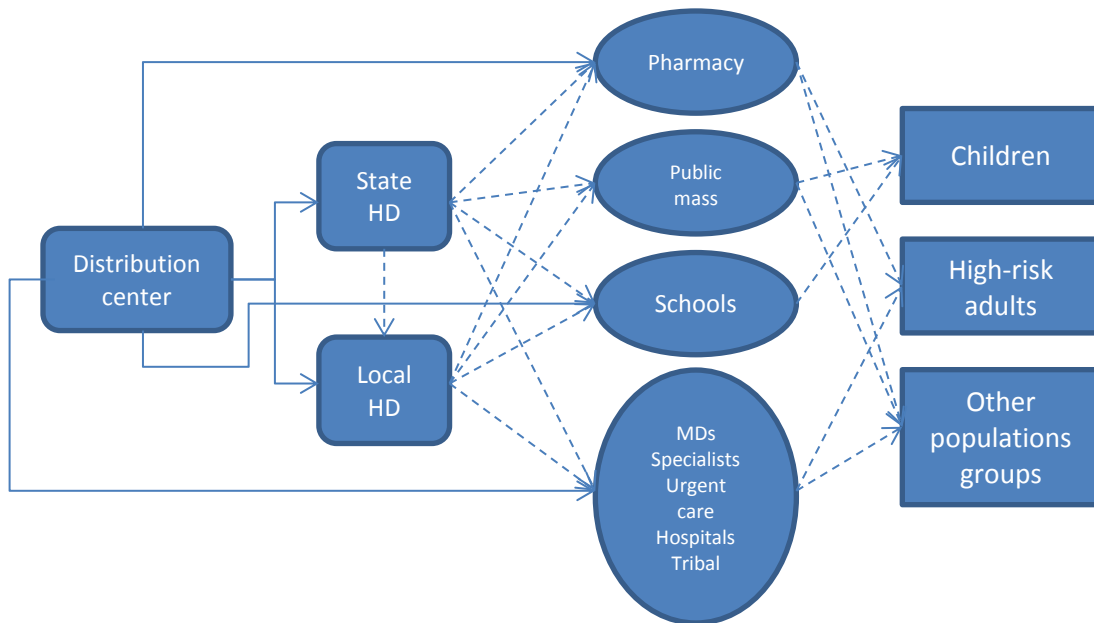 Distribution
center
State
HD
Local
HD
Pharmacy
Public
mass
Schools
MDs
Specialists
Urgent
care
Hospitals
Tribal
Children
High-risk
adults
Other
populations
groups